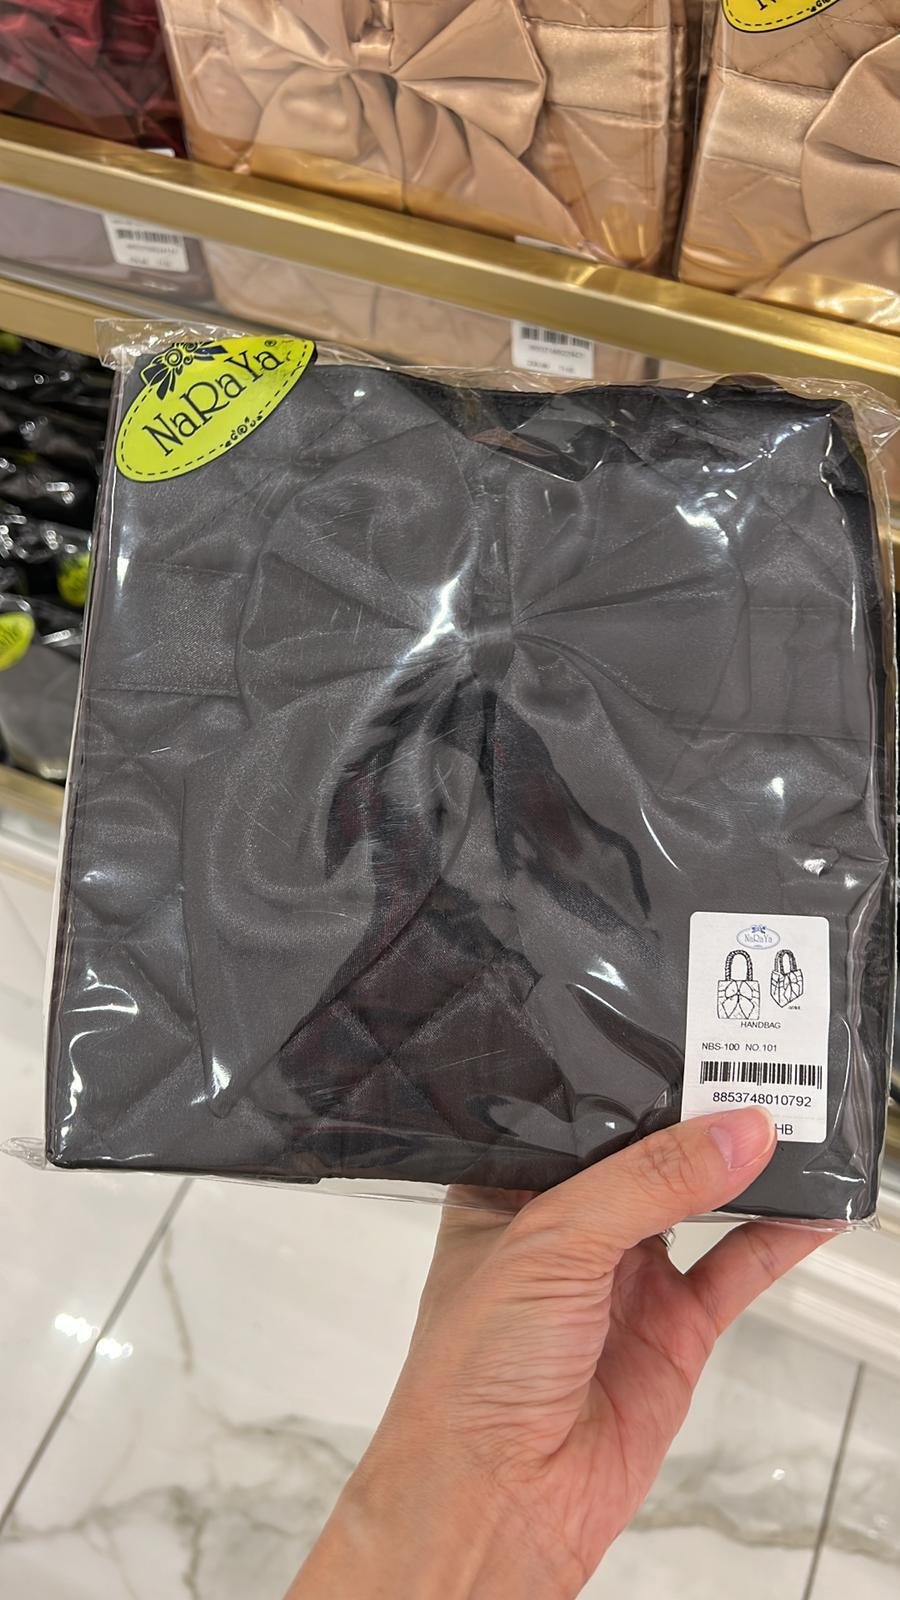 NaRaYa®
NaRaYa
HANDBAG
NBS-100 NO.101
8853748010792
HB